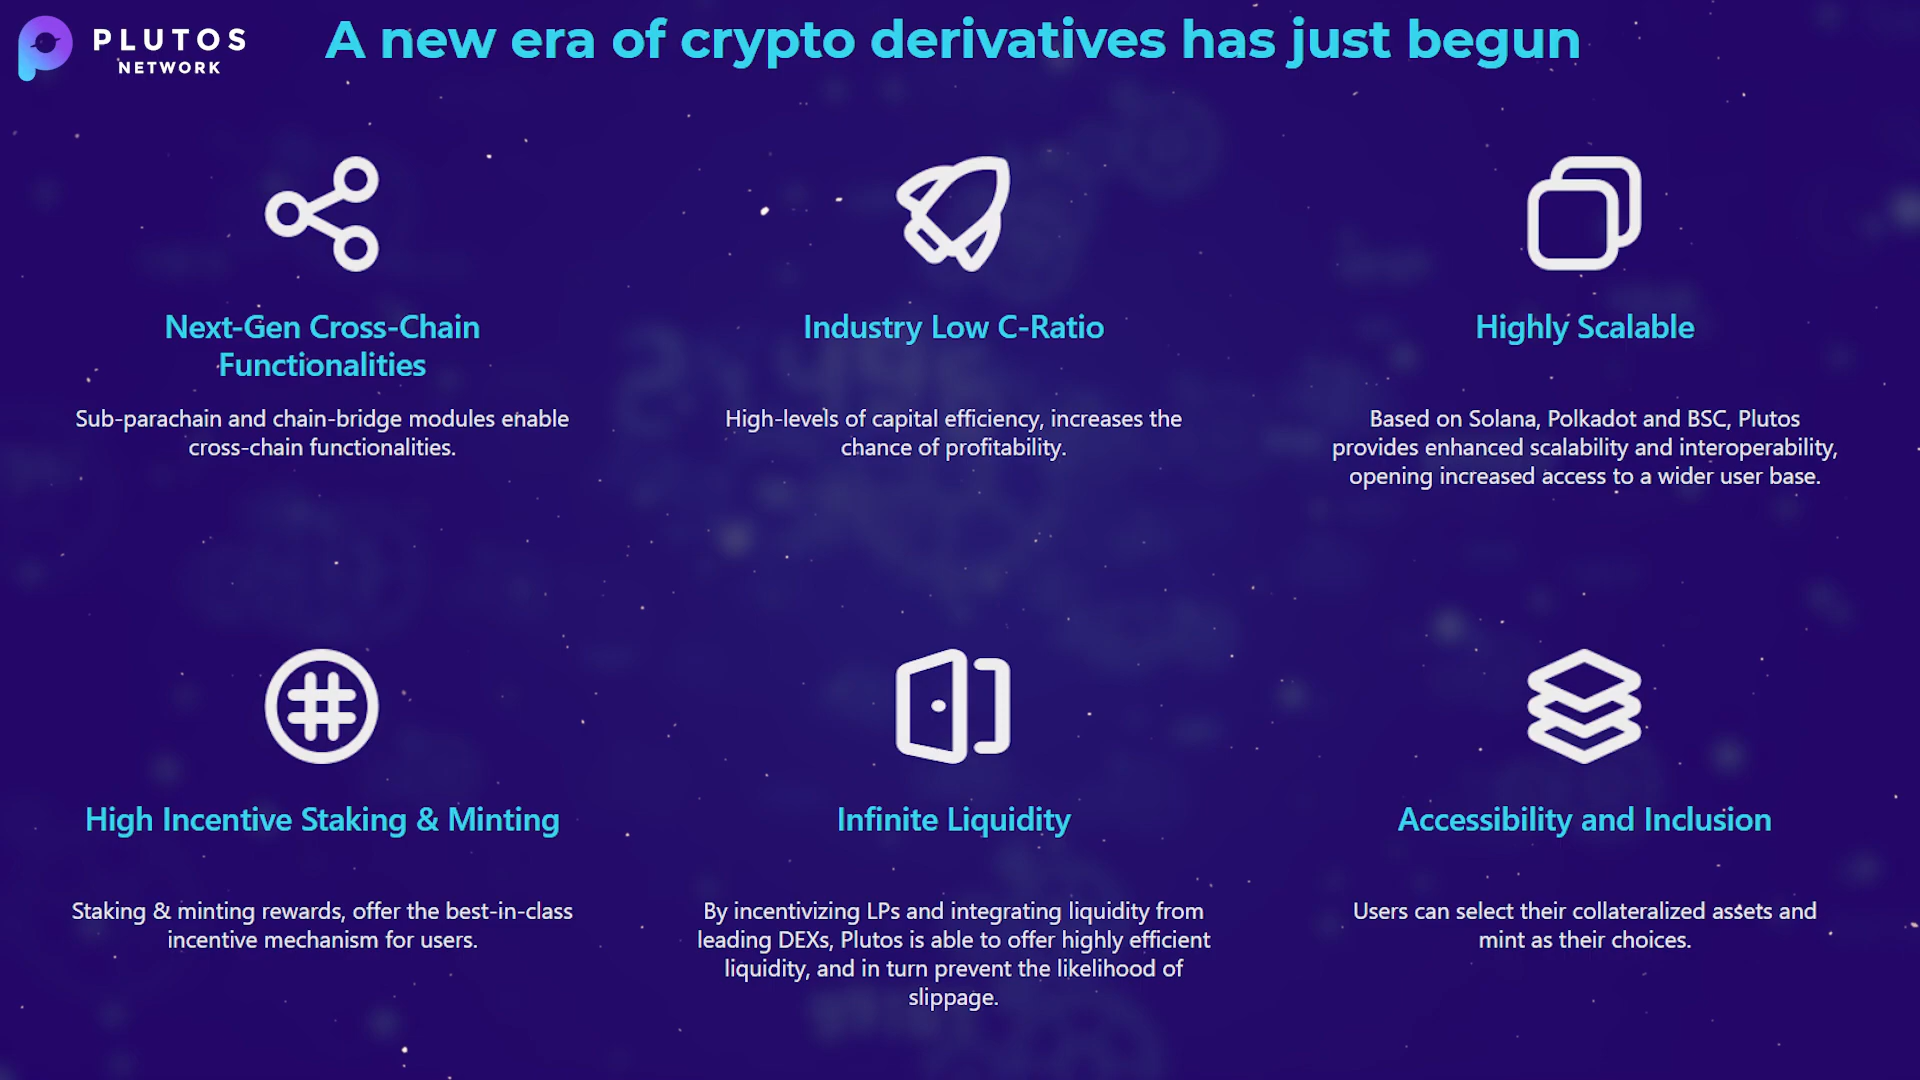 PLUTOS
NETWORK
A new era of crypto derivatives has just begun
Next-Gen Cross-Chain
Functionalities
Sub-parachain and chain-bridge modules enable
cross-chain functionalities.
Industry Low C-Ratio
High-levels of capital efficiency, increases the
chance of profitability.
Highly Scalable
Based on Solana, Polkadot and BSC, Plutos
provides enhanced scalability and interoperability,
opening increased access to a wider user base.
High Incentive Staking & Minting
Staking & minting rewards, offer the best-in-class
incentive mechanism for users.
Infinite Liquidity
By incentivizing LPs and integrating liquidity from
leading DEXs, Plutos is able to offer highly efficient
liquidity, and in turn prevent the likelihood of
slippage.
Accessibility and Inclusion
Users can select their collateralized assets and
mint as their choices.